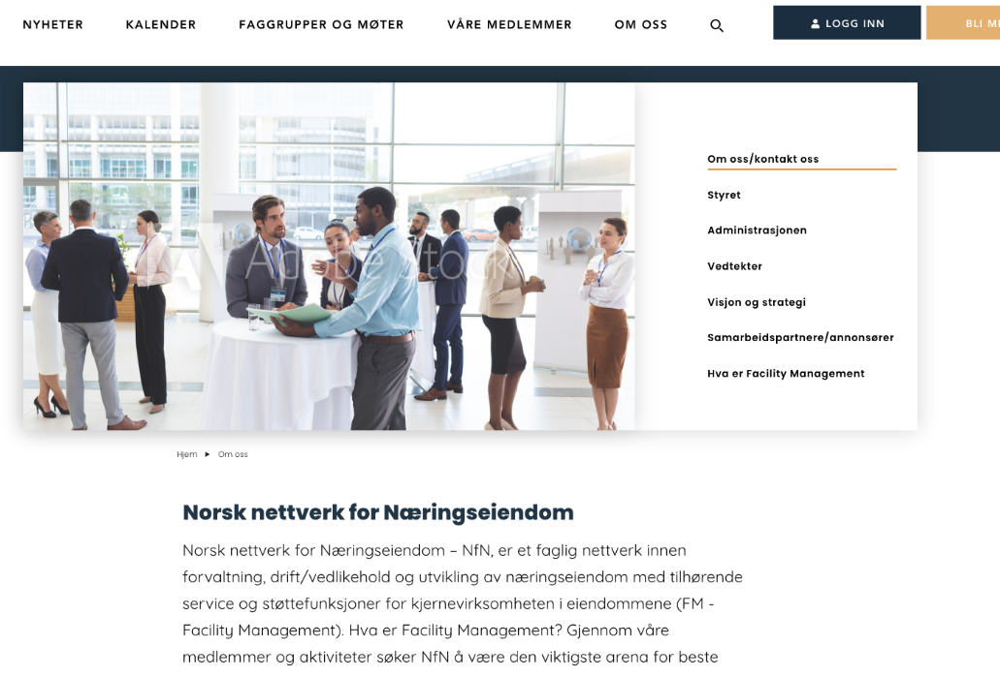 NYHETER
KALENDER
FAGGRUPPER OG MØTER
VÅRE MEDLEMMER
OM OSS
LOGG INN
BLI
Adobe Stock
Om oss/kontakt oss
Styret
Administrasjonen
Vedtekter
Visjon og strategi
Samarbeidspartnere/annonsører
Hva er Facility Management
Hjem ► Om oss
Norsk nettverk for Næringseiendom
Norsk nettverk for Næringseiendom – NfN, er et faglig nettverk innen
forvaltning, drift/vedlikehold og utvikling av næringseiendom med tilhørende
service og støttefunksjoner for kjernevirksomheten i eiendommene (FM -
Facility Management). Hva er Facility Management? Gjennom våre
medlemmer og aktiviteter søker NfN å være den viktigste arena for beste